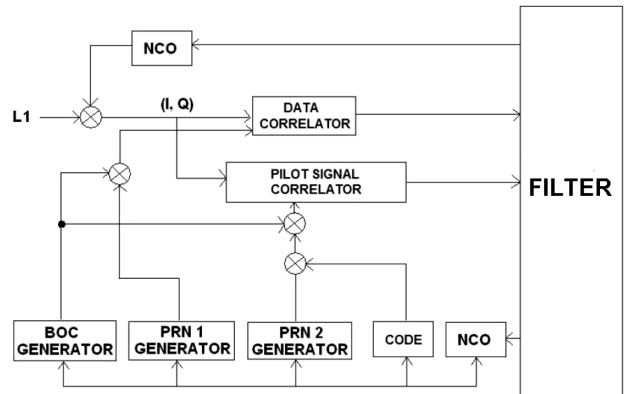 NCO
L1
(I, Q)
DATA
CORRELATOR
PILOT SIGNAL
CORRELATOR
FILTER
BOC
GENERATOR
PRN 1
GENERATOR
PRN 2
GENERATOR
CODE
NCO